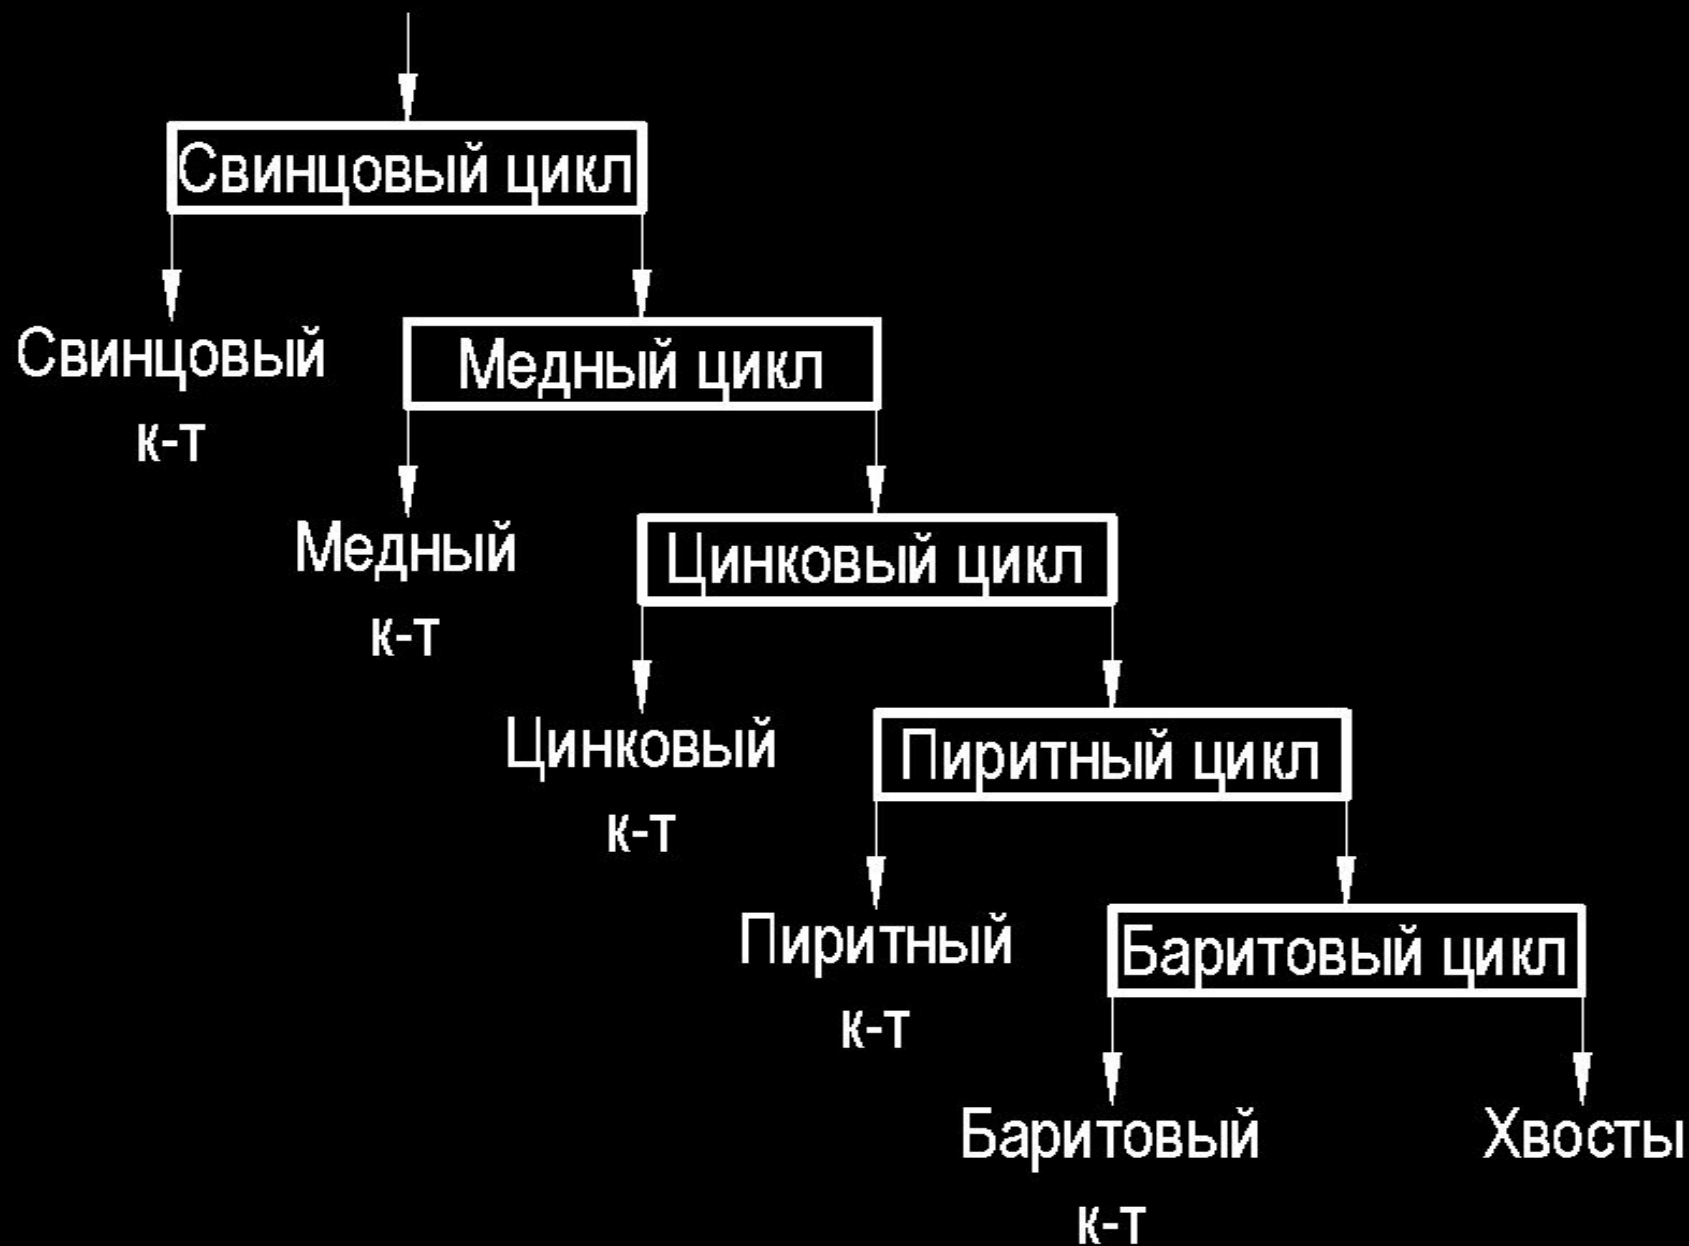 Свинцовый цикл
Свинцовый
к-т
Медный цикл
Медный
к-т
Цинковый цикл
Цинковый
к-т
Пиритный цикл
Пиритный
к-т
Баритовый цикл
Баритовый
к-т
Хвосты